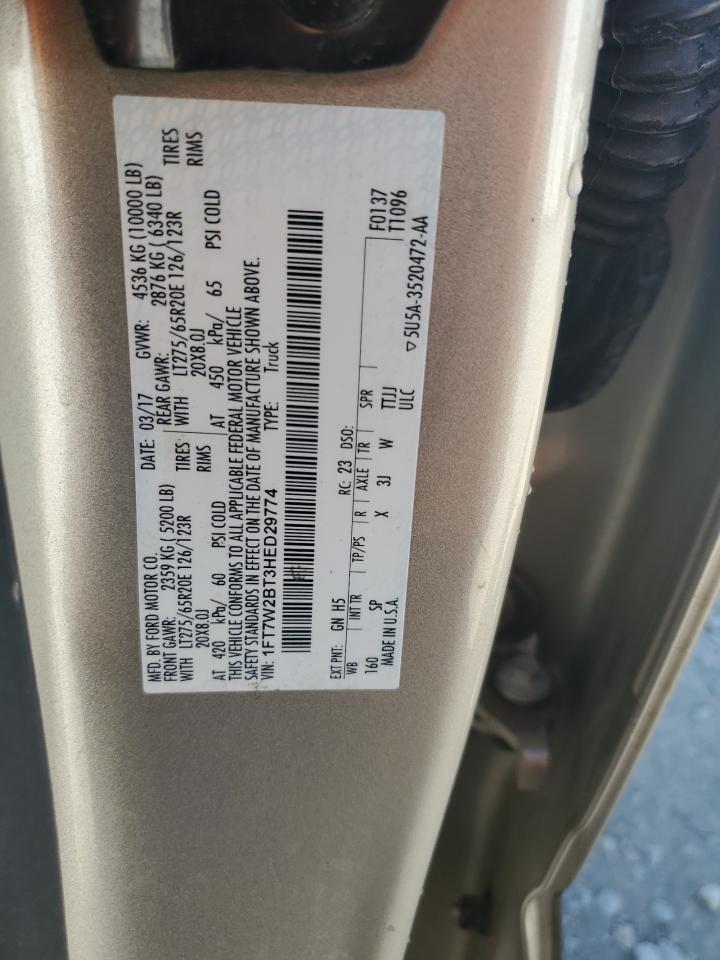 MFD. BY FORD MOTOR CO.
DATE: 03/17 GVWR: 4536 KG (10000 LB)
FRONT GAWR: 2359 KG ( 5200 LB) REAR GAWR: 2876 KG ( 6340 LB)
WITH LT275/65R20E 126/123R TIRES WITH LT275/65R20E 126/123R TIRES
20X8.0J RIMS 20X8.0J RIMS
AT 420 kPa/ 60 PSI COLD AT 450 kPa/ 65 PSI COLD
THIS VEHICLE CONFORMS TO ALL APPLICABLE FEDERAL MOTOR VEHICLE
SAFETY STANDARDS IN EFFECT ON THE DATE OF MANUFACTURE SHOWN ABOVE.
VIN: 1FT7W2BT3HED29774 TYPE: Truck
EXT PNT: GN H5 RC: 23 DSO: F0137
WB INT TR TP/PS R AXLE TR SPR T1096
160 SP X 3J W TTJJ
MADE IN U.S.A. ULC ▽5U5A-3520472-AA